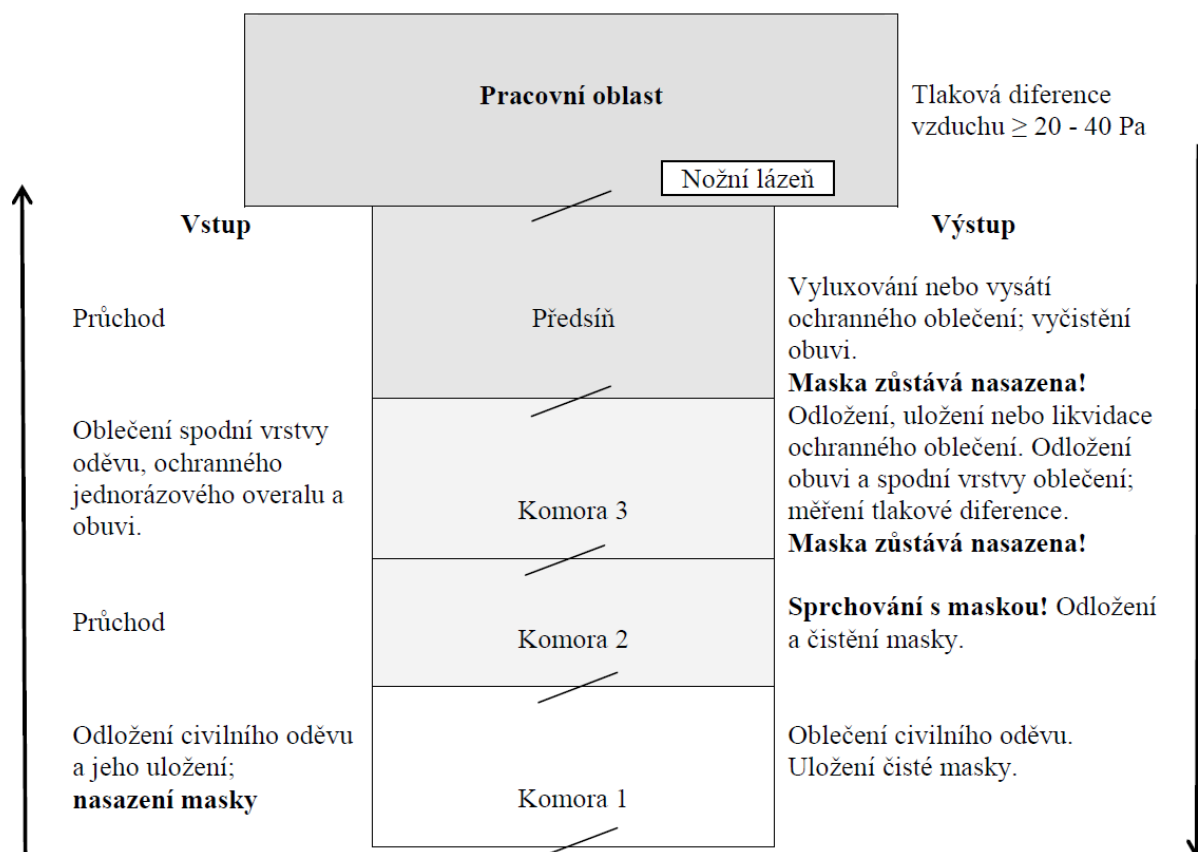 Pracovní oblast
Tlaková diference
vzduchu ≥ 20 - 40 Pa
Nožní lázeň
Vstup
Výstup
Průchod
Předsíň
Vyluxování nebo vysátí
ochranného oblečení; vyčistění
obuvi.
Maska zůstává nasazena!
Oblečení spodní vrstvy
oděvu, ochranného
jednorázového overalu a
obuvi.
Komora 3
Odložení, uložení nebo likvidace
ochranného oblečení. Odložení
obuvi a spodní vrstvy oblečení;
měření tlakové diference.
Maska zůstává nasazena!
Průchod
Komora 2
Sprchování s maskou! Odložení
a čistění masky.
Odložení civilního oděvu
a jeho uložení;
nasazení masky
Komora 1
Oblečení civilního oděvu.
Uložení čisté masky.